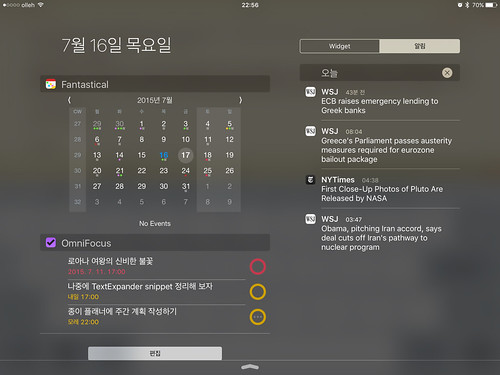 olleh 22:56 70%
7월 16일 목요일
Fantastical
2015년 7월
CW 월 화 수 목 금 토 일
27 29 30 1 2 3 4 5
28 6 7 8 9 10 11 12
29 13 14 15 16 17 18 19
30 20 21 22 23 24 25 26
31 27 28 29 30 31 1 2
32 3 4 5 6 7 8 9
No Events
OmniFocus
로아나 여왕의 신비한 불꽃
2015. 7. 11. 17:00
나중에 TextExpander snippet 정리해 보자
내일 17:00
종이 플래너에 주간 계획 작성하기
모레 22:00
편집
Widget 알림
오늘
WSJ 43분 전
ECB raises emergency lending to
Greek banks
WSJ 08:04
Greece's Parliament passes austerity
measures required for eurozone
bailout package
NYTimes 04:38
First Close-Up Photos of Pluto Are
Released by NASA
WSJ 03:47
Obama, pitching Iran accord, says
deal cuts off Iran's pathway to
nuclear program